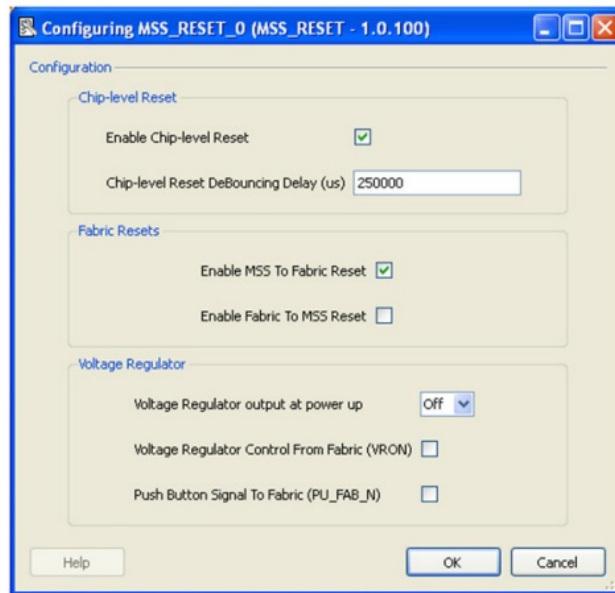 Configuring MSS_RESET_0 (MSS_RESET - 1.0.100)
Configuration
Chip-level Reset
Enable Chip-level Reset
Chip-level Reset DeBouncing Delay (us) 250000
Fabric Resets
Enable MSS To Fabric Reset
Enable Fabric To MSS Reset
Voltage Regulator
Voltage Regulator output at power up Off
Voltage Regulator Control From Fabric (VRON)
Push Button Signal To Fabric (PU_FAB_N)
Help OK Cancel